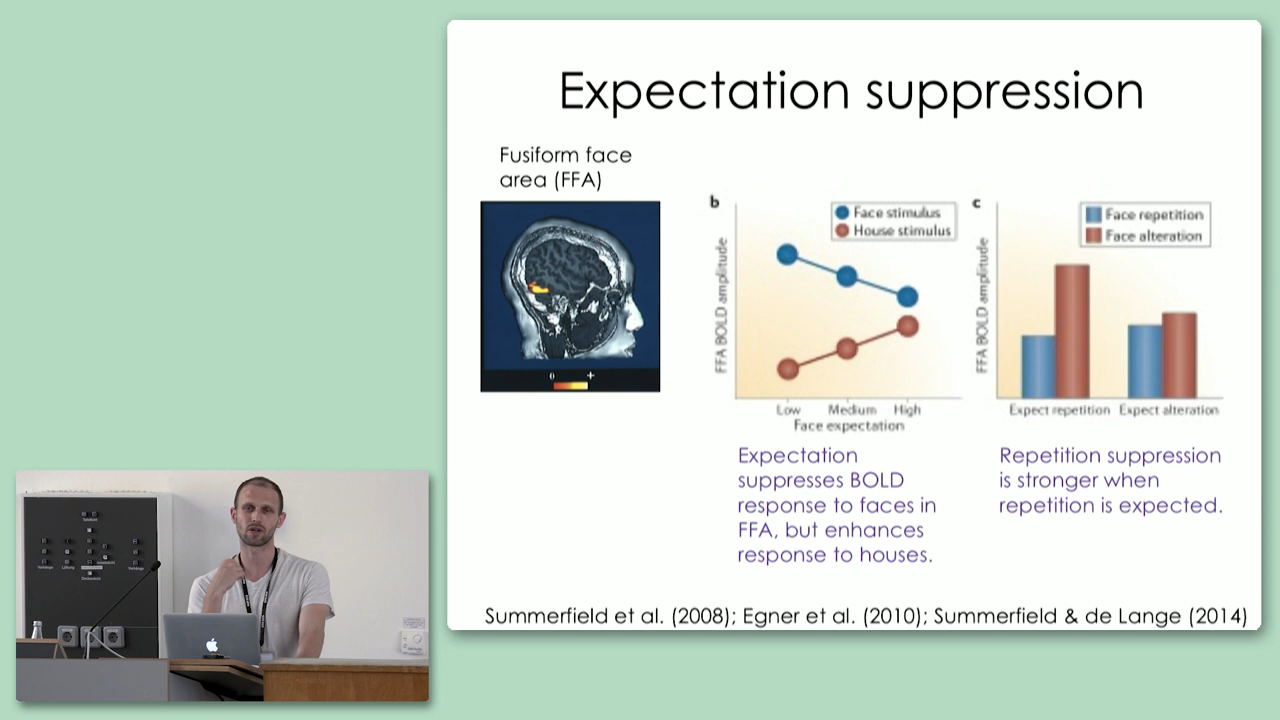 Expectation suppression
Fusiform face
area (FFA)
0 +
b
Face stimulus
House stimulus
FFA BOLD amplitude
Low Medium High
Face expectation
c
Face repetition
Face alteration
FFA BOLD amplitude
Expect repetition Expect alteration
Expectation
suppresses BOLD
response to faces in
FFA, but enhances
response to houses.
Repetition suppression
is stronger when
repetition is expected.
Summerfield et al. (2008); Egner et al. (2010); Summerfield & de Lange (2014)